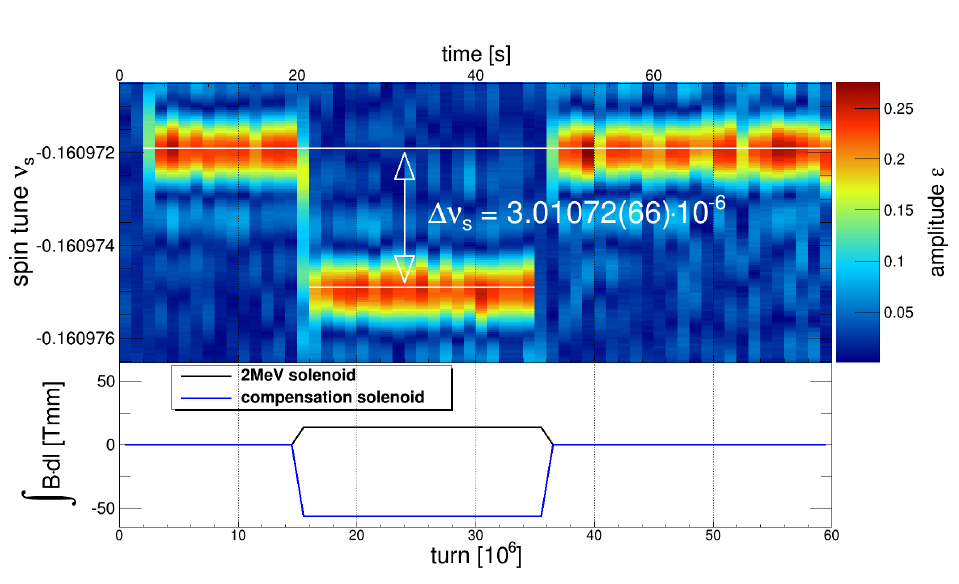 time [s]
0 20 40 60
spin tune νs
-0.160972
-0.160974
-0.160976
Δνs = 3.01072(66)·10-6
0.25
0.2
0.15
0.1
0.05
amplitude ε
2MeV solenoid
compensation solenoid
∫ B·dl [Tmm]
50
0
-50
0 10 20 30 40 50 60
turn [106]